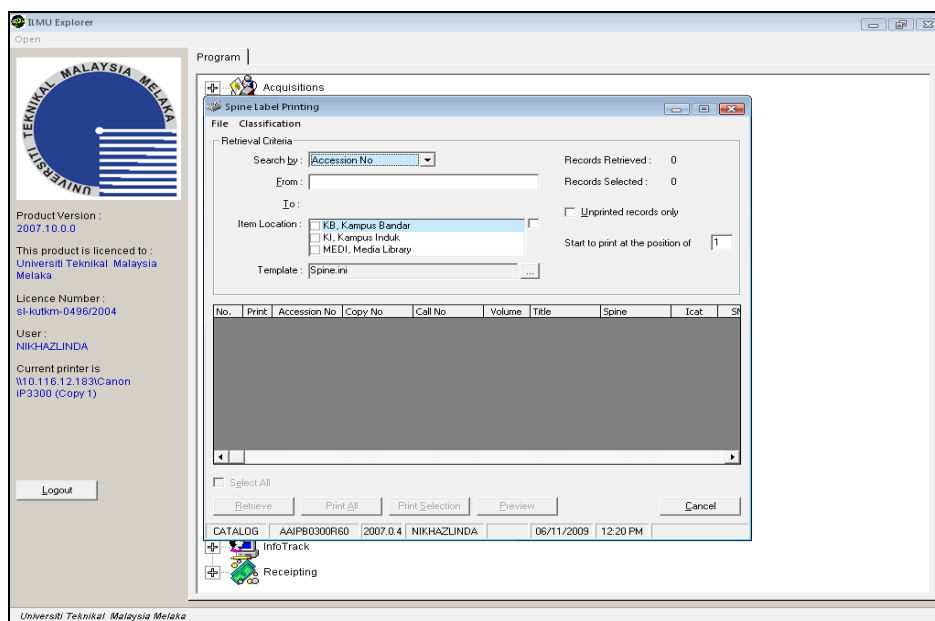 ILMU Explorer
Open
UNIVERSITI TEKNIKAL MALAYSIA MELAKA
Product Version :
2007.10.0.0
This product is licenced to :
Universiti Teknikal Malaysia
Melaka
Licence Number :
sl-kutkm-0496/2004
User :
NIKHAZLINDA
Current printer is
\\10.116.12.183\Canon
iP3300 (Copy 1)
Logout
Program
Acquisitions
Spine Label Printing
File Classification
Retrieval Criteria
Search by : Accession No Records Retrieved : 0
From : Records Selected : 0
To : Unprinted records only
Item Location : KB, Kampus Bandar
KI, Kampus Induk Start to print at the position of 1
MEDI, Media Library
Template : Spine.ini ...
No. Print Accession No Copy No Call No Volume Title Spine Icat
Select All
Retrieve Print All Print Selection Preview Cancel
CATALOG AAIPB0300R60 2007.0.4 NIKHAZLINDA 06/11/2009 12:20 PM
InfoTrack
Receipting
Universiti Teknikal Malaysia Melaka